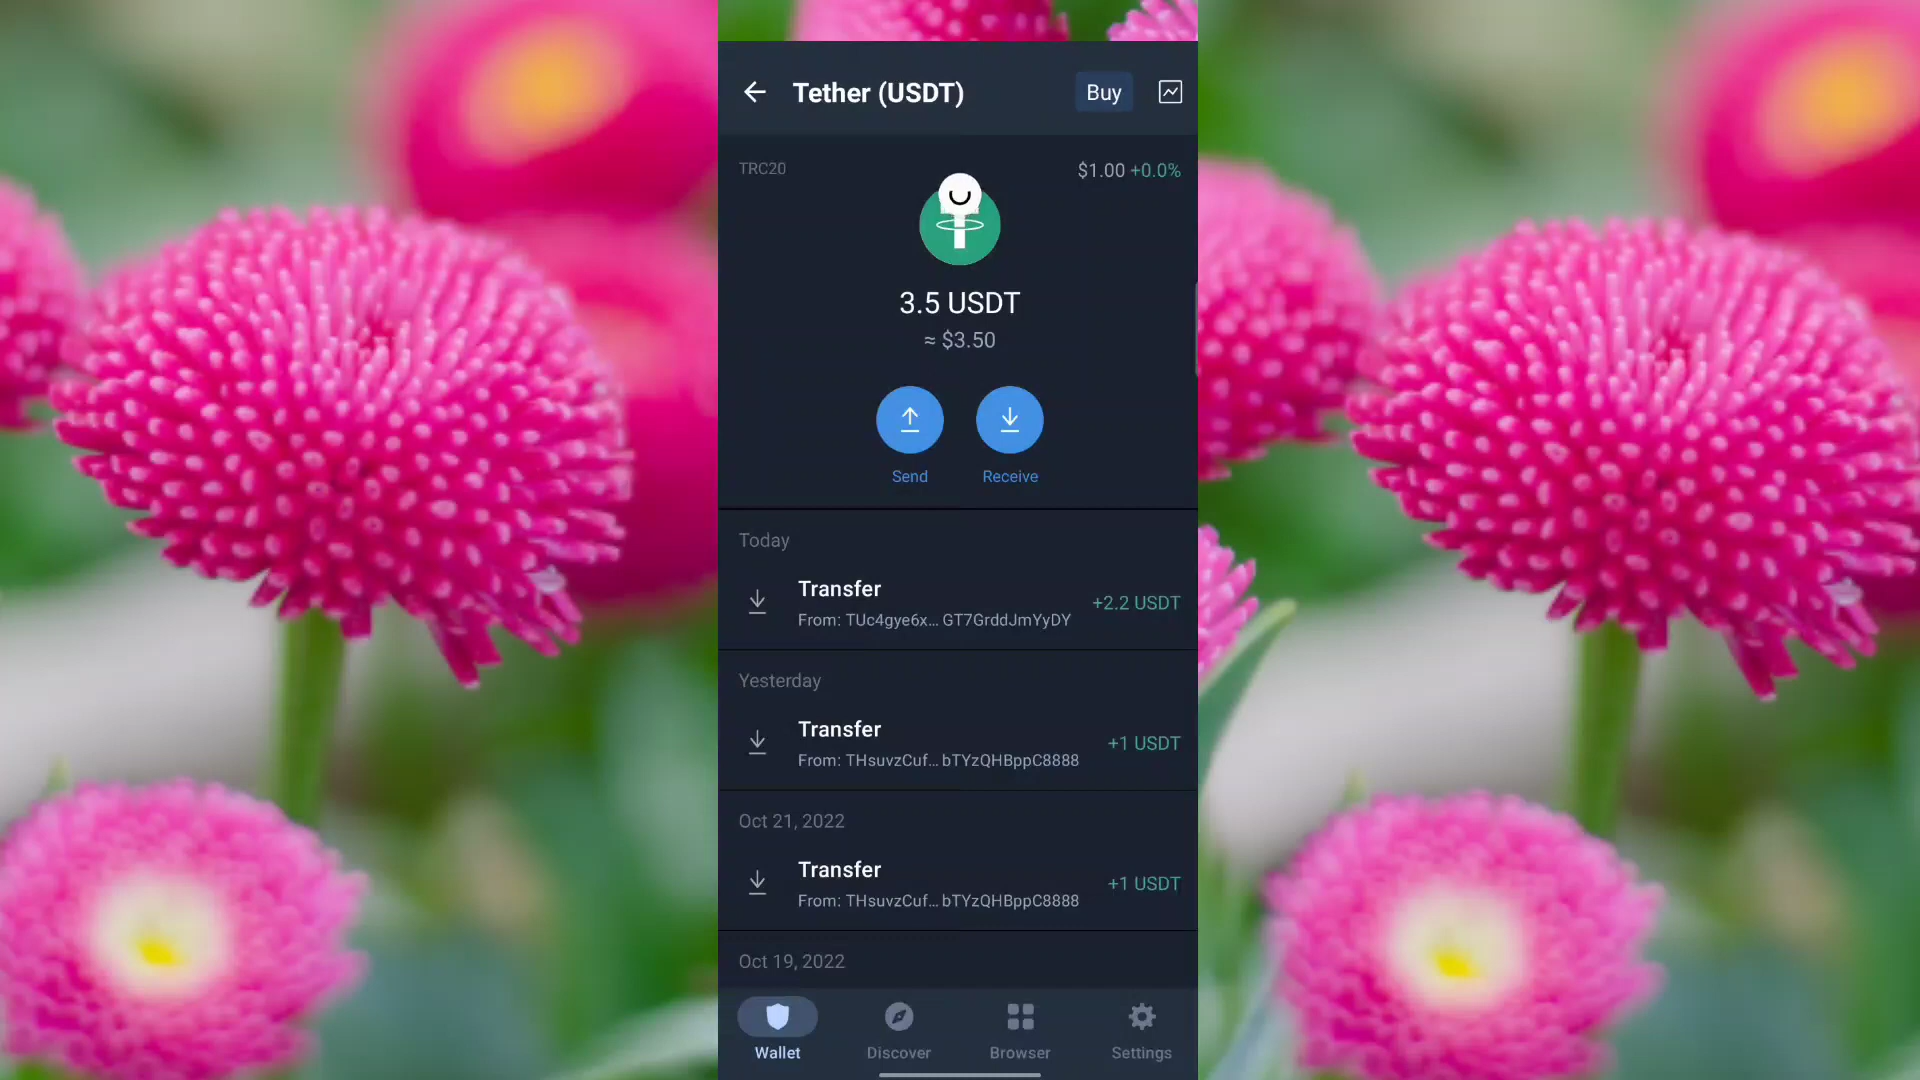 Tether (USDT)
Buy
TRC20
$1.00 +0.0%
3.5 USDT
≈ $3.50
Send
Receive
Today
Transfer
+2.2 USDT
From: TUc4gye6x... GT7GrddJmYyDY
Yesterday
Transfer
+1 USDT
From: THsuvzCuf... bTYzQHBppC8888
Oct 21, 2022
Transfer
+1 USDT
From: THsuvzCuf... bTYzQHBppC8888
Oct 19, 2022
Wallet
Discover
Browser
Settings